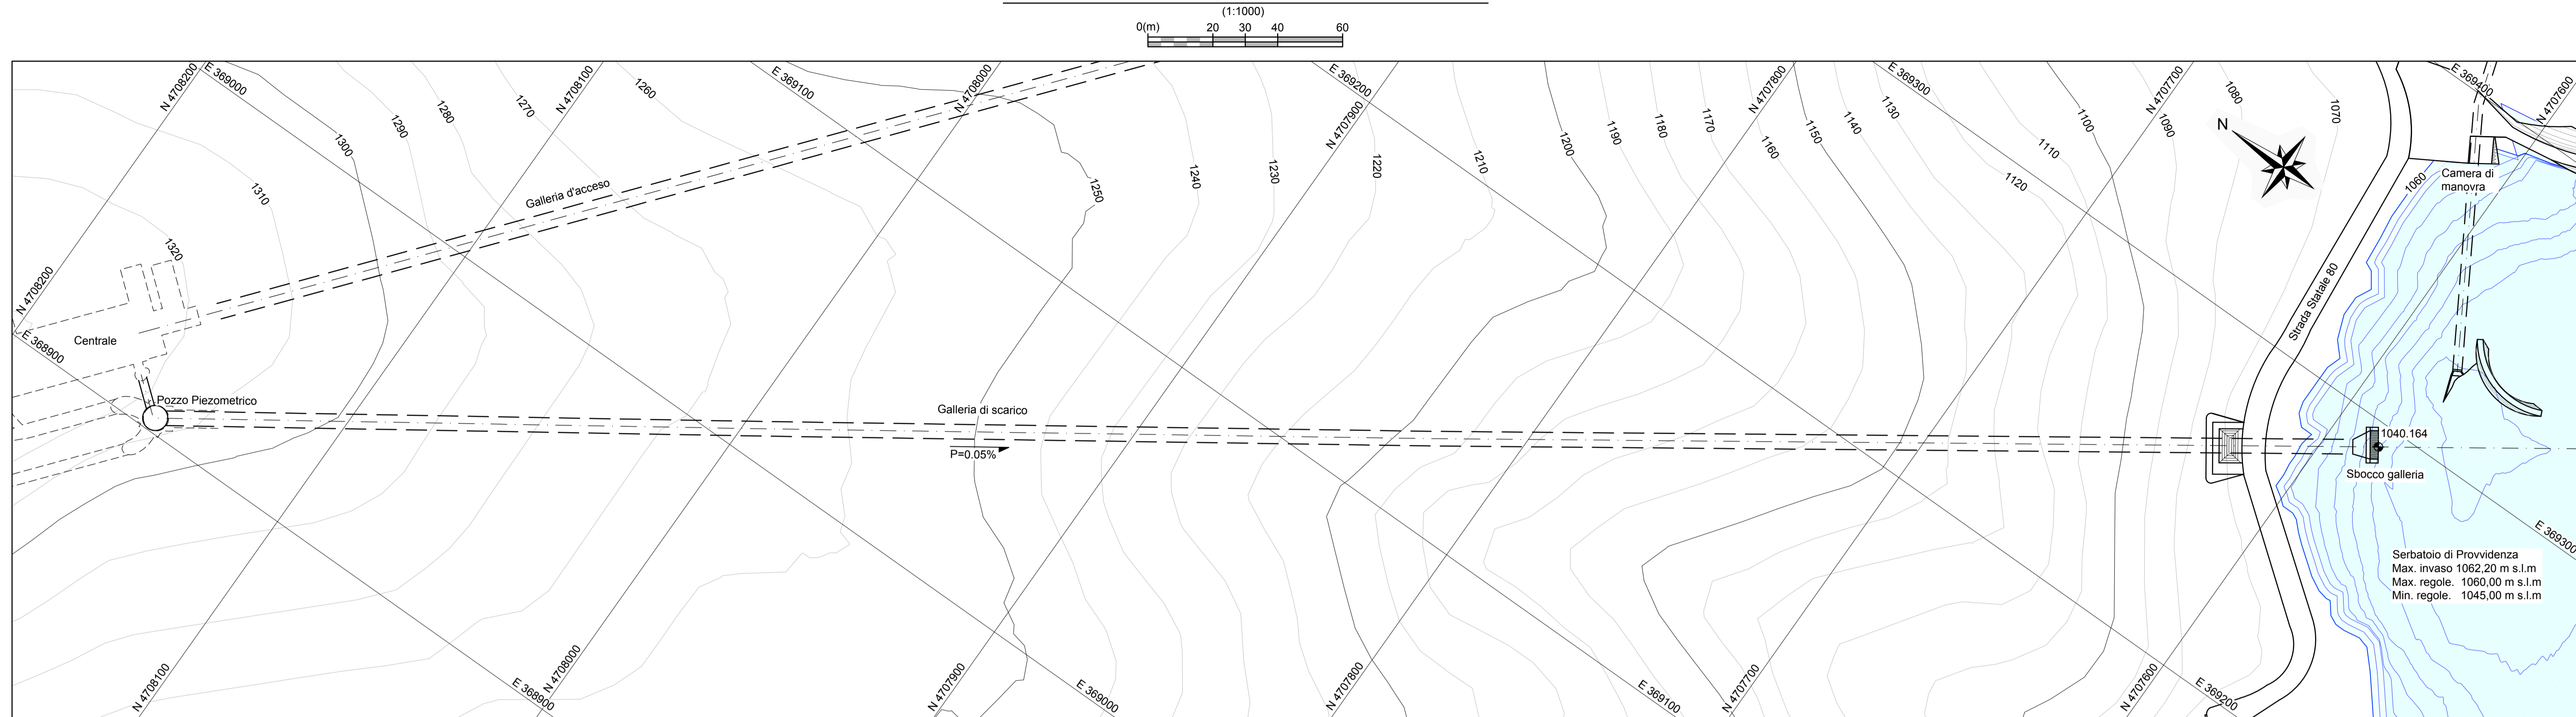 (1:1000)
0(m) 20 30 40 60
N 4708200
E 369000
N 4708100
E 369100
N 4708000
E 369200
N 4707900
N 4707800
E 369300
N 4707700
E 369400
N 4707600
1300
1290
1280
1270
1260
1250
1240
1230
1220
1210
1200
1190
1180
1170
1160
1150
1140
1130
1120
1110
1100
1090
1080
1070
1060
1310
1320
N
Camera di
manovra
Galleria d'acceso
Strada Statale 80
N 4708200
E 368900
Centrale
Pozzo Piezometrico
Galleria di scarico
P=0.05%
1040.164
Sbocco galleria
E 369300
Serbatoio di Provvidenza
Max. invaso 1062,20 m s.l.m
Max. regole. 1060,00 m s.l.m
Min. regole. 1045,00 m s.l.m
N 4708100
E 368900
N 4708000
N 4707900
E 369000
N 4707800
E 369100
N 4707700
N 4707600
E 369200